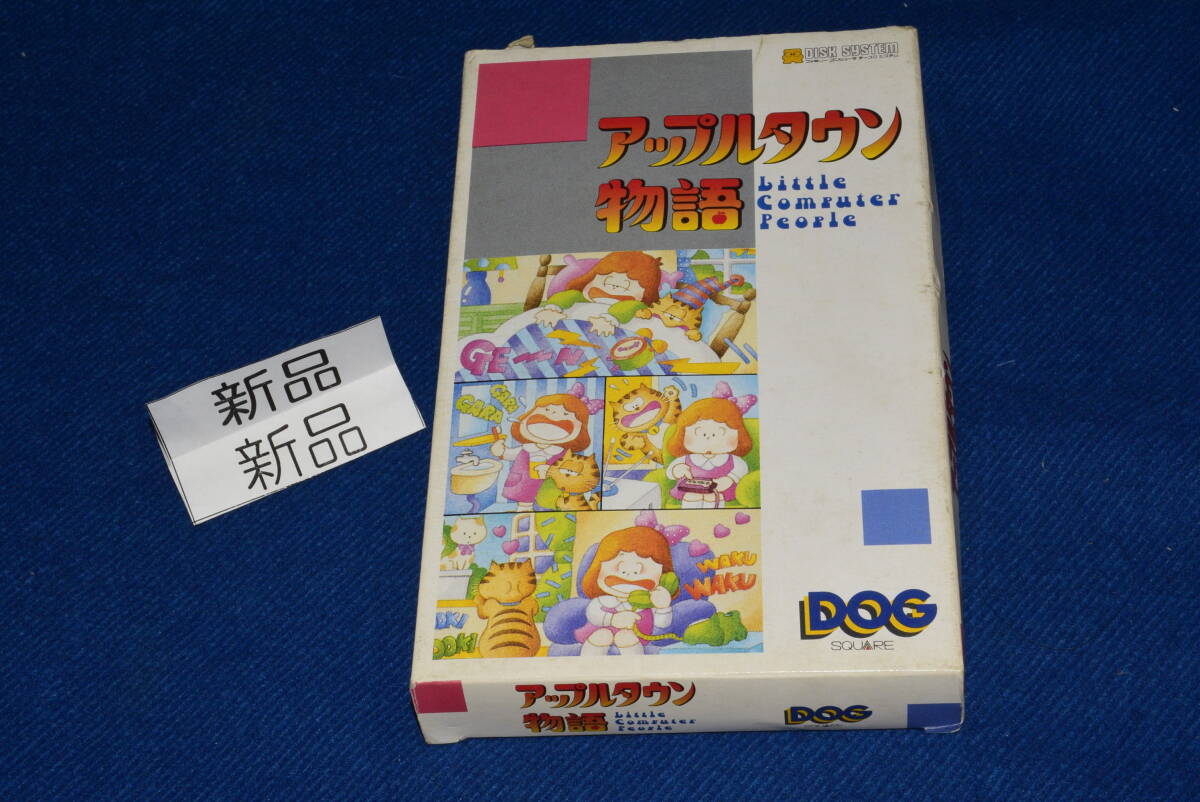 DISK SYSTEM
アップルタウン
物語
Little
Computer
People
GE—N
GARA
GARA
WAKU
WAKU
DOKI
DOKI
DOG
SQUARE
アップルタウン
物語
Little
Computer
People
DOG
新品
新品